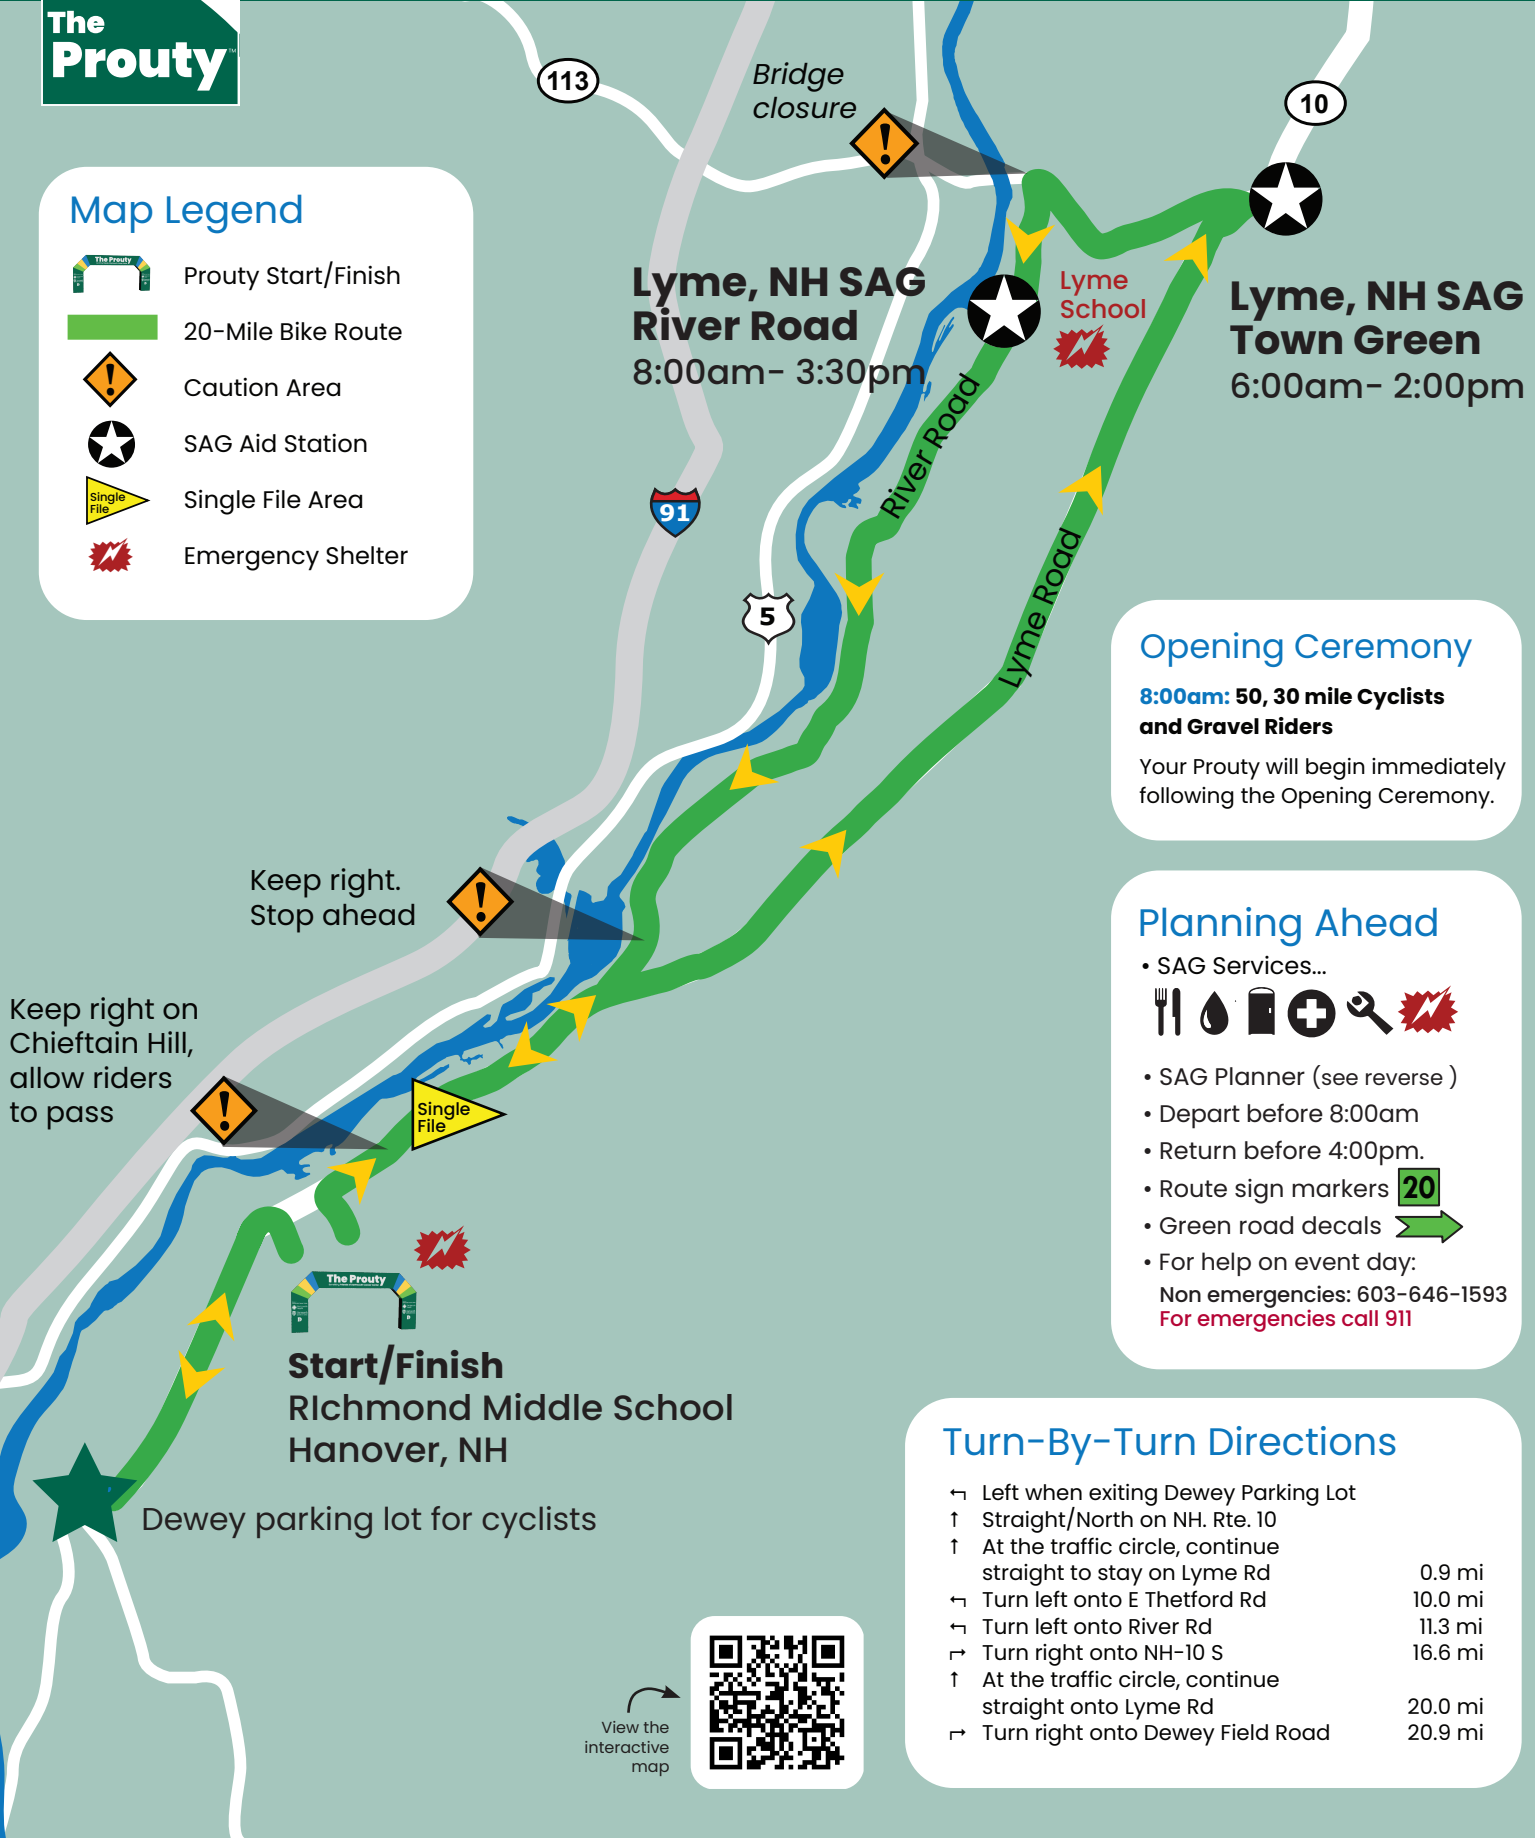 The
Prouty™
113
Bridge
closure
10
Map Legend
The Prouty
Prouty Start/Finish
20-Mile Bike Route
Caution Area
SAG Aid Station
Single
File
Single File Area
Emergency Shelter
Lyme, NH SAG
River Road
8:00am- 3:30pm
Lyme
School
Lyme, NH SAG
Town Green
6:00am- 2:00pm
River Road
91
5
Lyme Road
Opening Ceremony
8:00am: 50, 30 mile Cyclists
and Gravel Riders
Your Prouty will begin immediately
following the Opening Ceremony.
Keep right.
Stop ahead
Keep right on
Chieftain Hill,
allow riders
to pass
Single
File
Planning Ahead
• SAG Services...
• SAG Planner (see reverse )
• Depart before 8:00am
• Return before 4:00pm.
• Route sign markers 20
• Green road decals
• For help on event day:
Non emergencies: 603-646-1593
For emergencies call 911
The Prouty
Start/Finish
RIchmond Middle School
Hanover, NH
Dewey parking lot for cyclists
Turn-By-Turn Directions
Left when exiting Dewey Parking Lot
Straight/North on NH. Rte. 10
At the traffic circle, continue
straight to stay on Lyme Rd 0.9 mi
Turn left onto E Thetford Rd 10.0 mi
Turn left onto River Rd 11.3 mi
Turn right onto NH-10 S 16.6 mi
At the traffic circle, continue
straight onto Lyme Rd 20.0 mi
Turn right onto Dewey Field Road 20.9 mi
View the
interactive
map